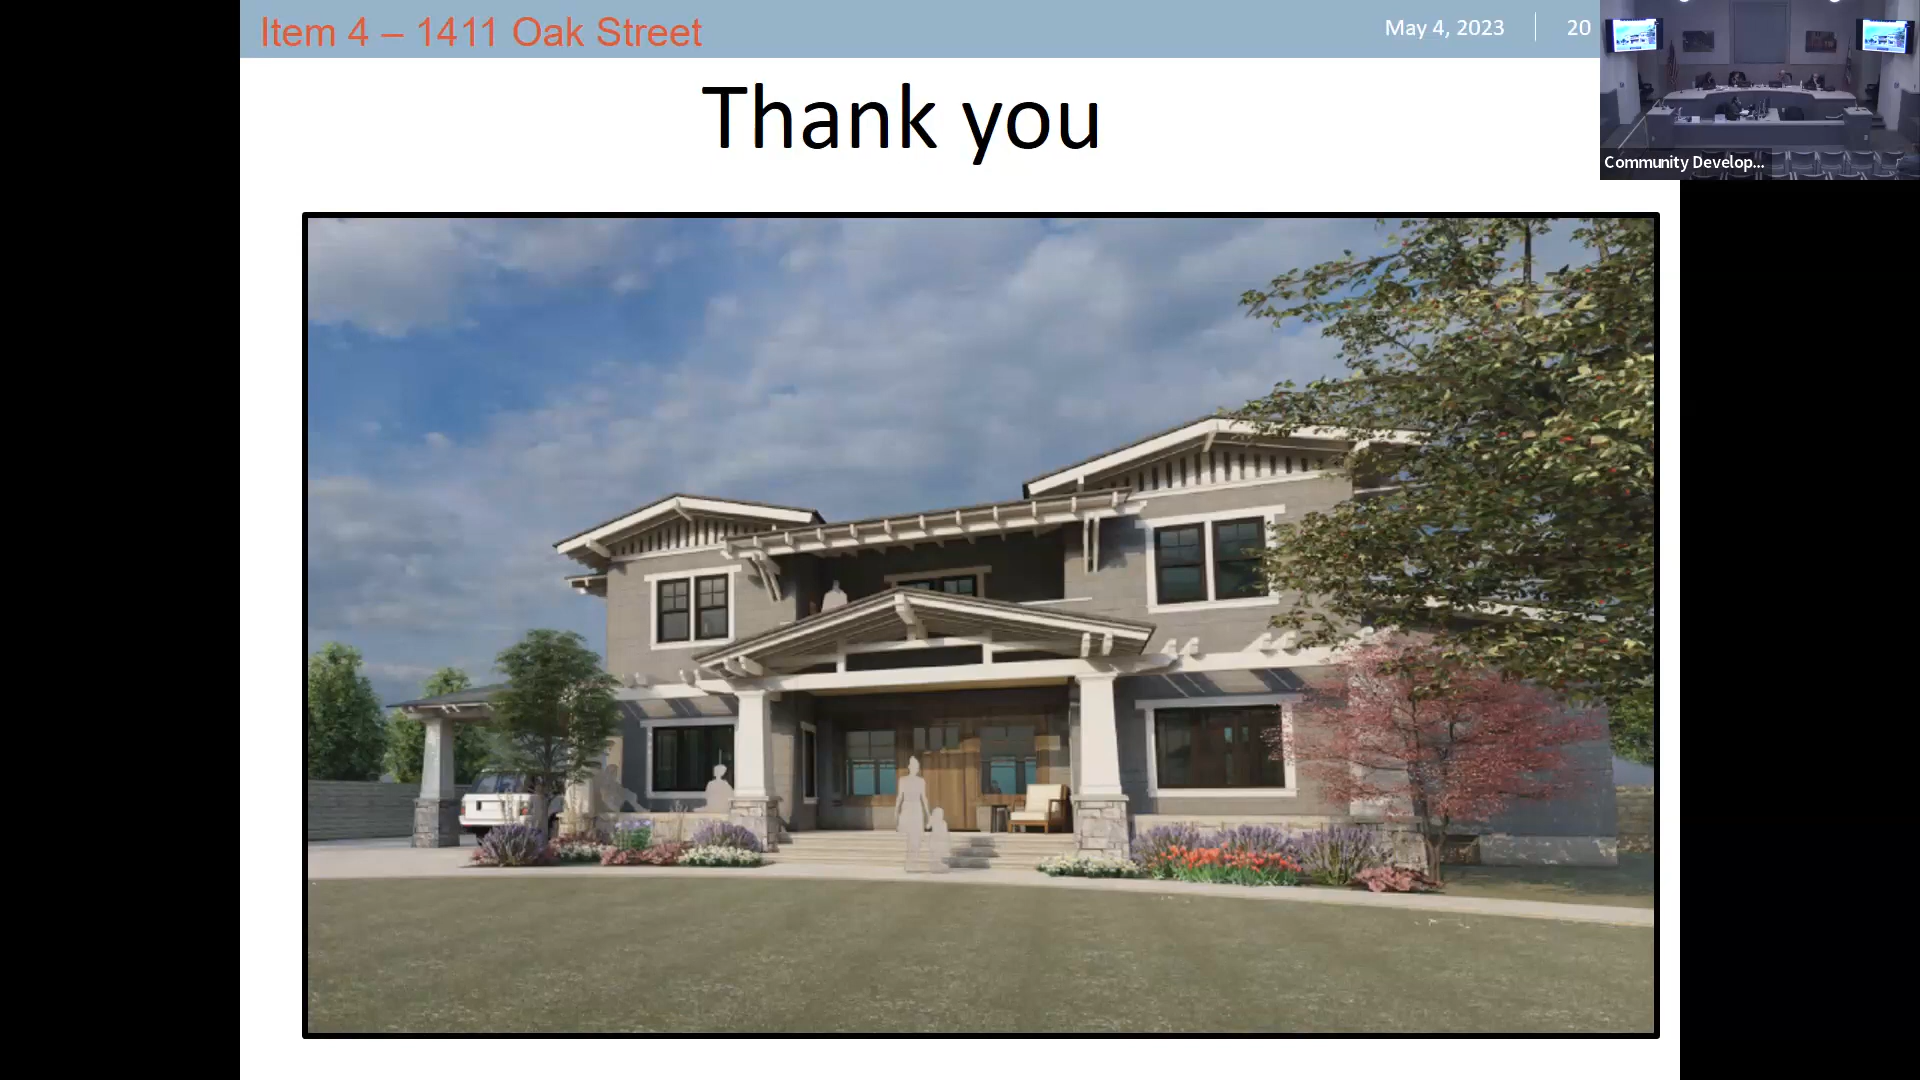 Item 4 – 1411 Oak Street
May 4, 2023
20
Thank you
Community Develop...